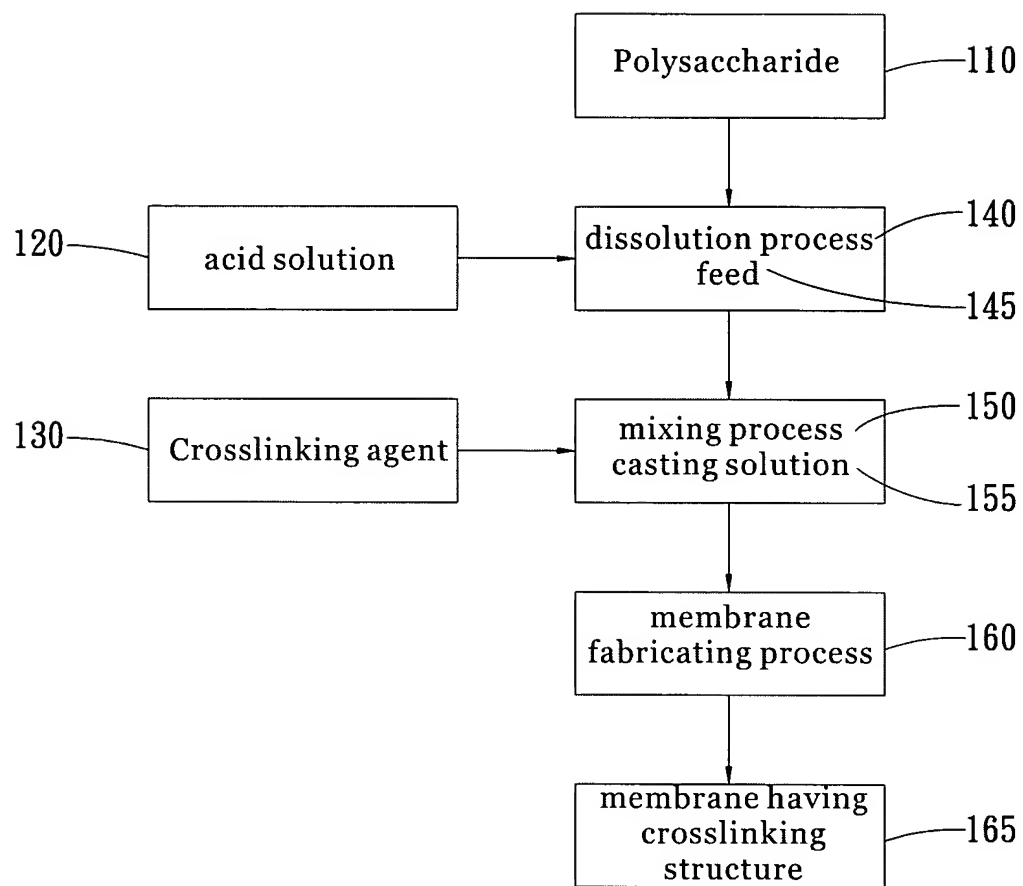 Polysaccharide
110
120
acid solution
dissolution process
140
feed
145
130
Crosslinking agent
mixing process
150
casting solution
155
membrane
fabricating process
160
membrane having
crosslinking
structure
165